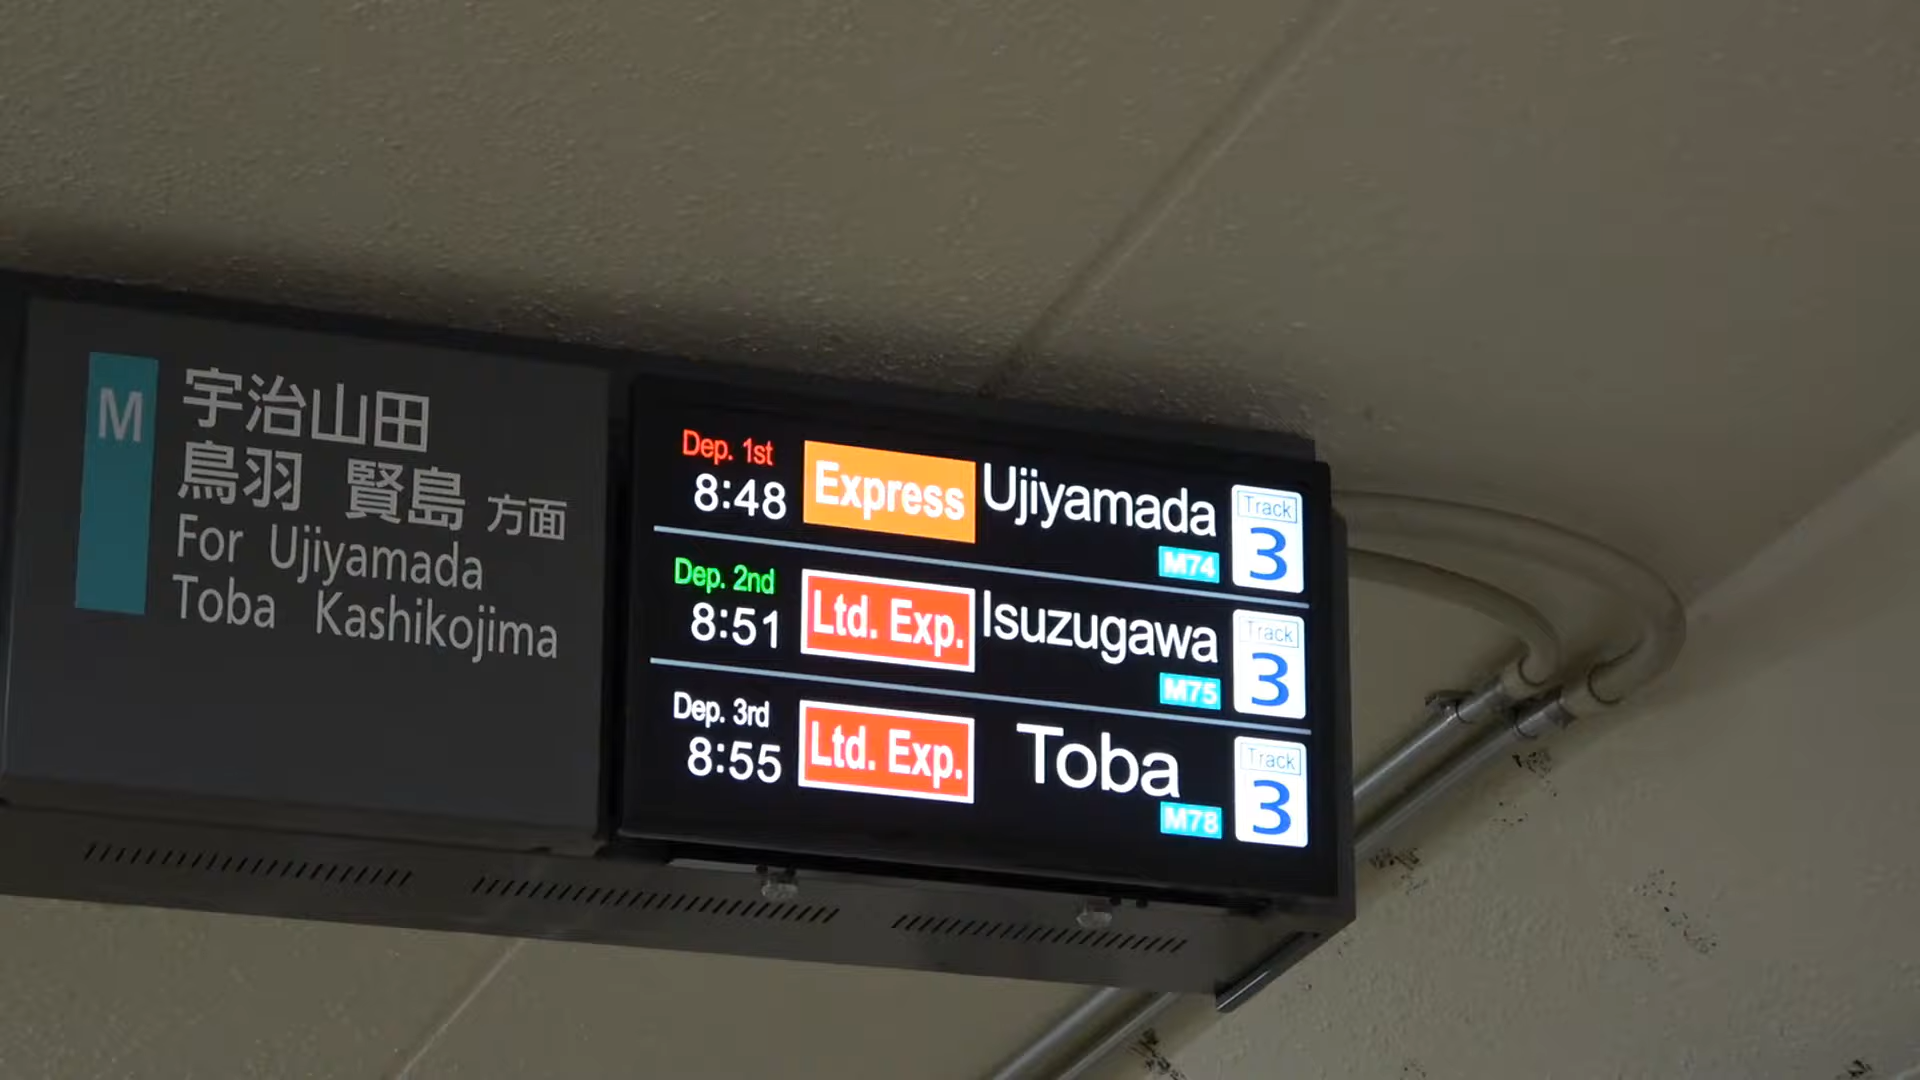 M
宇治山田
鳥羽 賢島 方面
For Ujiyamada
Toba Kashikojima
Dep. 1st
8:48 Express Ujiyamada
M74
Track
3
Dep. 2nd
8:51 Ltd. Exp. Isuzugawa
M75
Track
3
Dep. 3rd
8:55 Ltd. Exp. Toba
M78
Track
3